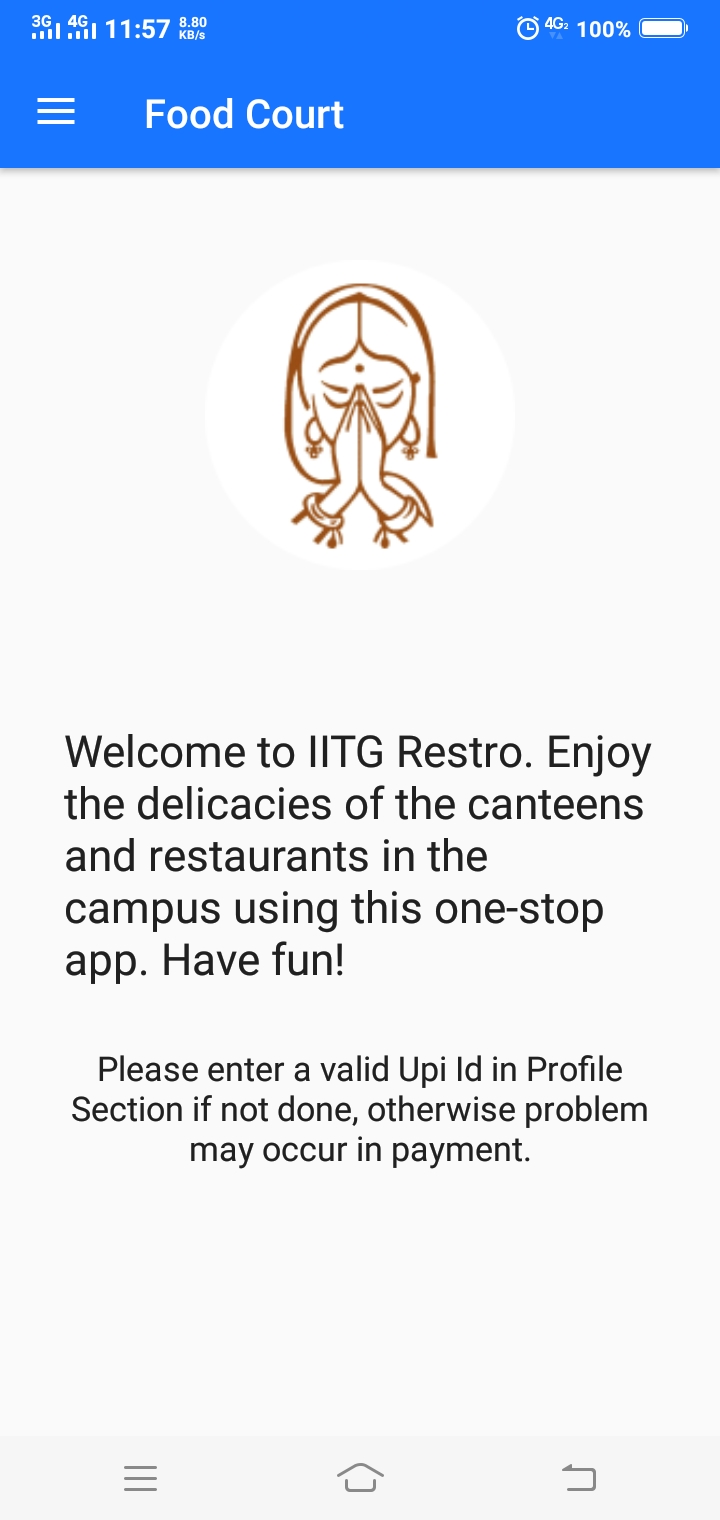 3G 4G 11:57 8.80 KB/s 4G2 100%
Food Court
Welcome to IITG Restro. Enjoy
the delicacies of the canteens
and restaurants in the
campus using this one-stop
app. Have fun!
Please enter a valid Upi Id in Profile
Section if not done, otherwise problem
may occur in payment.